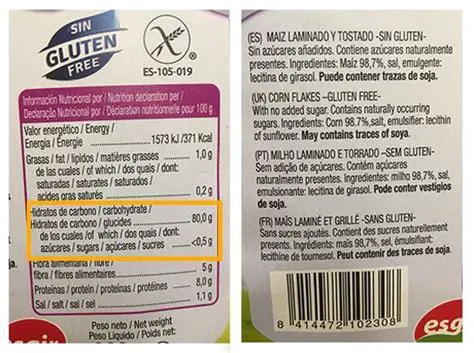 SIN
GLUTEN
FREE
ES-105-019
Información Nutricional por / Nutrition declaration per /
Declaração Nutricional por / Déclaration nutritionnelle pour 100 g
Valor energético / Energy /
Energia / Énergie 1573 kJ /371 Kcal
Grasas / fat / lípidos / matières grasses 1,0 g
de las cuales / of which / dos quais / dont:
saturadas / saturates / saturados /
acides gras saturés 0,2 g
Hidratos de carbono / carbohydrate /
Hidratos de carbono / glucides 80,0 g
de los cuales /of which / dos quais / dont:
azúcares / sugars / açúcares / sucres <0,5 g
Fibra alimentaria / fibre /
fibra / fibres alimentaires 5 g
Proteínas / protein / proteínas / protéines 8,0 g
Sal / salt / sal / sel 1,1 g
Peso neto / Net weight
Peso Líquido / Poids net:
(ES) MAIZ LAMINADO Y TOSTADO -SIN GLUTEN-
Sin azúcares añadidos. Contiene azúcares naturalmente
presentes. Ingredientes: Maíz 98,7%, sal, emulgente:
lecitina de girasol. Puede contener trazas de soja.
(UK) CORN FLAKES –GLUTEN FREE-
With no added sugar. Contains naturally occurring
sugars. Ingredients: Corn 98.7%,salt, emulsifier: lecithin
of sunflower. May contains traces of soya.
(PT) MILHO LAMINADO E TORRADO –SEM GLUTEN-
Sem adição de açúcares. Contém açúcares
naturalmente presentes. Ingredientes: milho 98,7%, sal,
emulsionante: lecitina de girasol. Pode conter vestigios
de soja.
(FR) MAÏS LAMINÉ ET GRILLÉ -SANS GLUTEN-
Sans sucres ajoutés. Contient des sucres naturellement
présents. Ingrédients: maïs 98,7%, sel, émulsifiant:
lecithine de tournesol. Peut contenir des traces de soja.
8 414472 102308